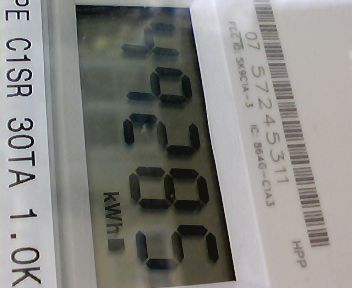 07 57245311
FCC ID: SK9C1A-3 IC: 864G-C1A3
HPP
kWh
PE C1SR 30TA 1.0K